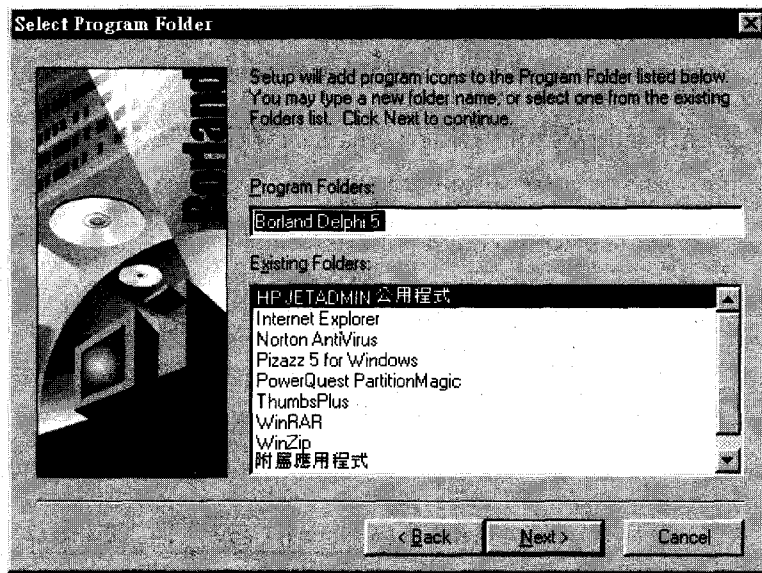 Select Program Folder
Borland
Setup will add program icons to the Program Folder listed below.
You may type a new folder name, or select one from the existing
Folders list. Click Next to continue.
Program Folders:
Borland Delphi 5
Existing Folders:
HP JETADMIN 公用程式
Internet Explorer
Norton AntiVirus
Pizazz 5 for Windows
PowerQuest PartitionMagic
ThumbsPlus
WinRAR
WinZip
附屬應用程式
< Back
Next >
Cancel